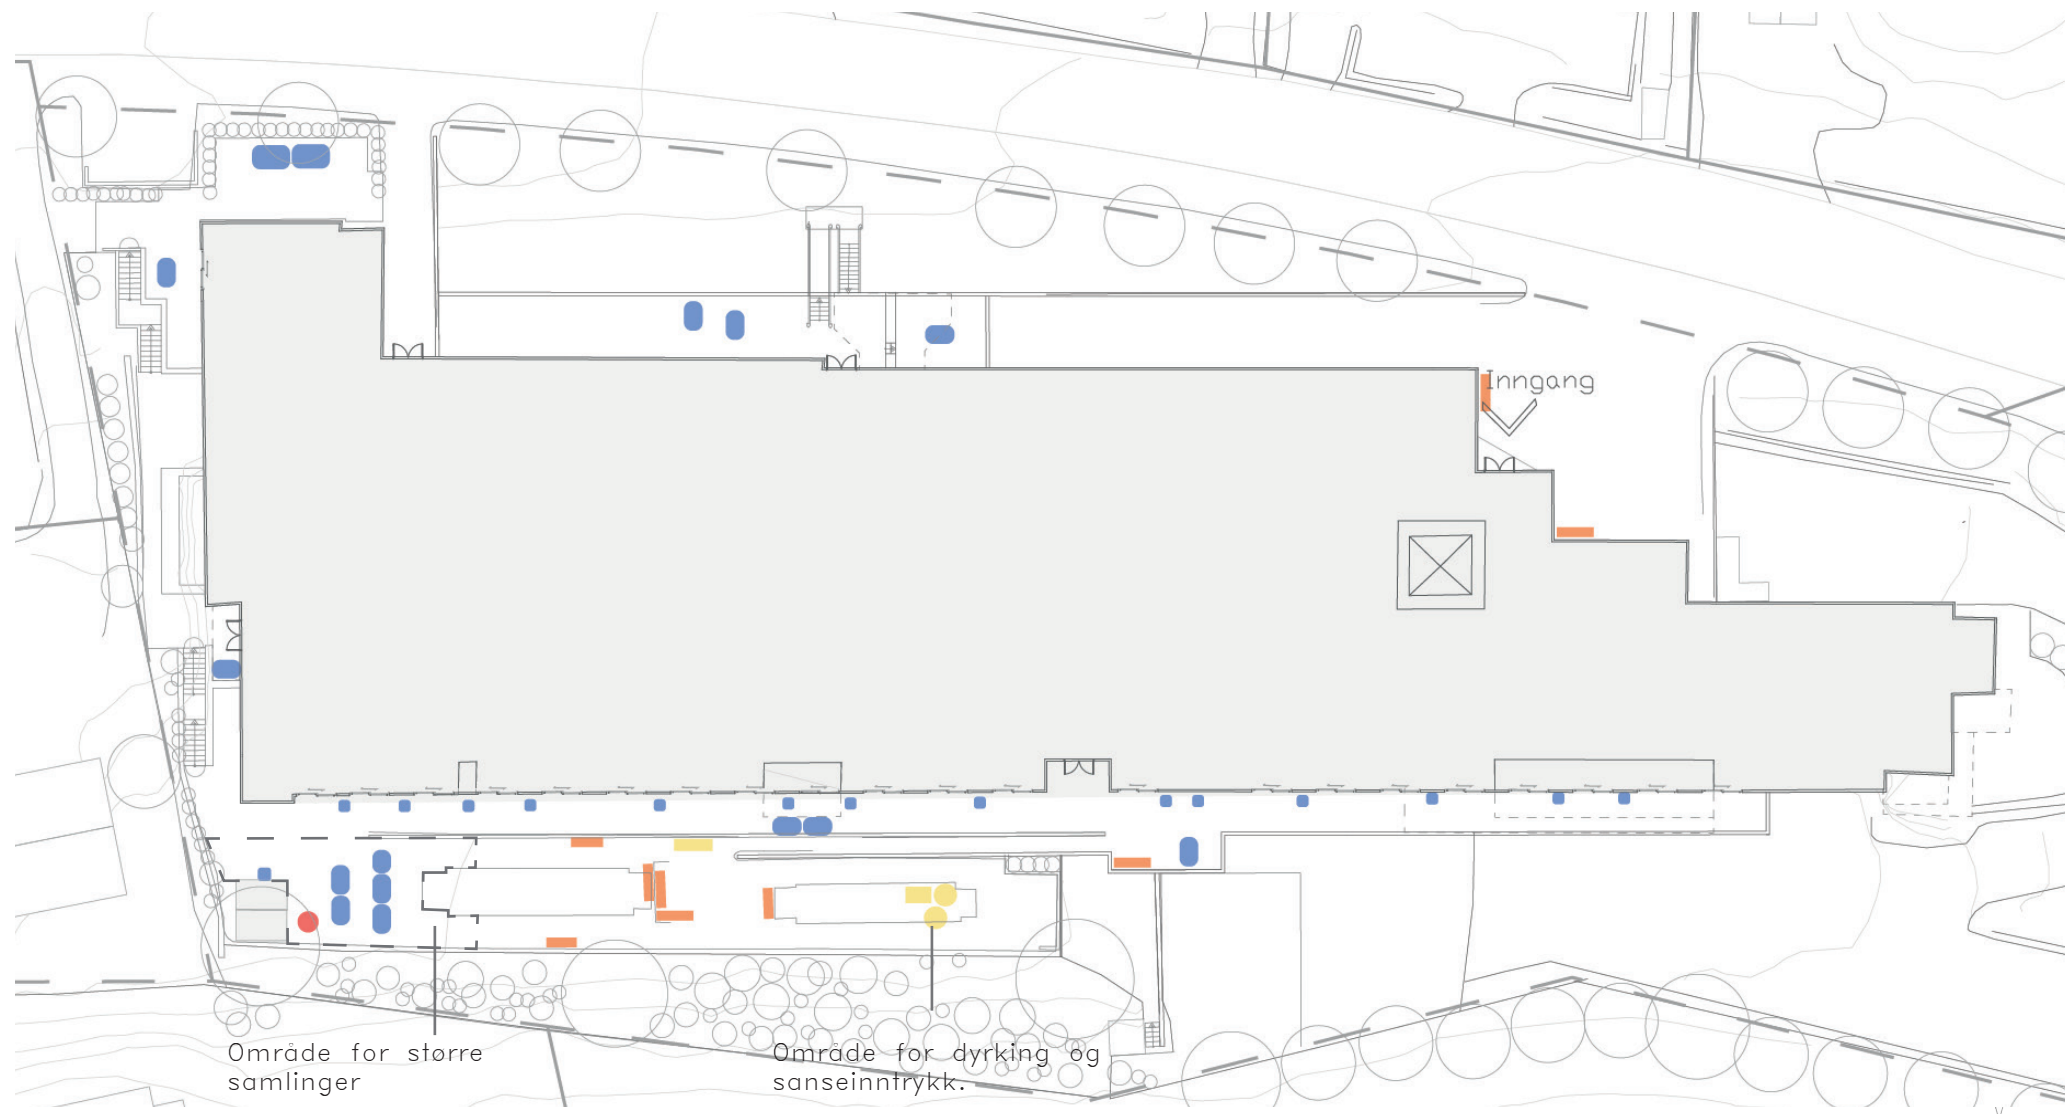 Inngang
Område for større
samlinger
Område for dyrking og
sanseinntrykk.